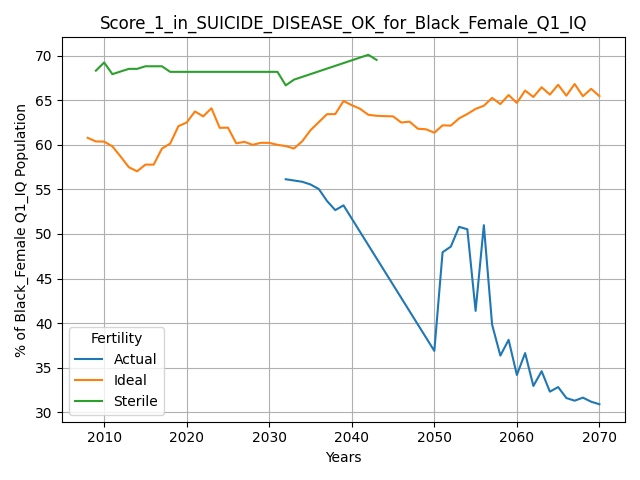 Score_1_in_SUICIDE_DISEASE_OK_for_Black_Female_Q1_IQ
% of Black_Female Q1_IQ Population
70
65
60
55
50
45
40
35
30
Fertility
Actual
Ideal
Sterile
2010 2020 2030 2040 2050 2060 2070
Years